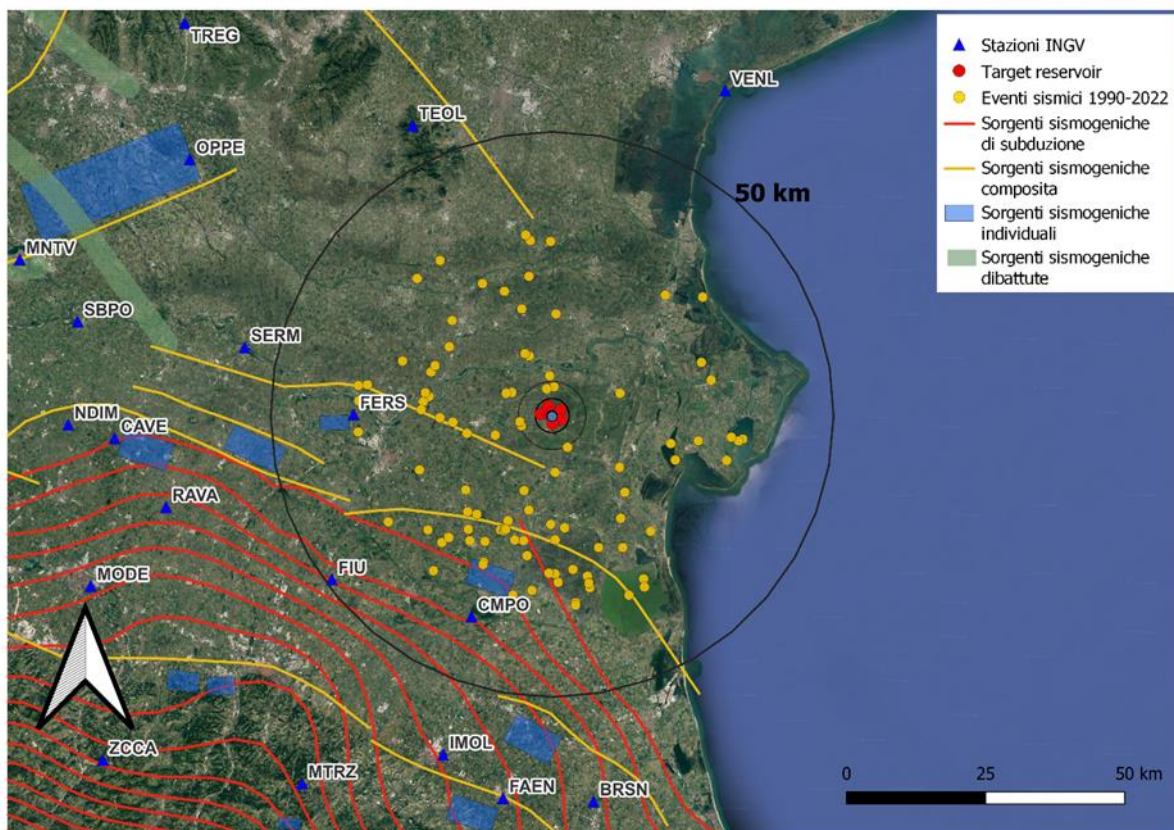 TREG
VENL
TEOL
OPPE
50 km
MNTV
SBPO
SERM
FERS
NDIM
CAVE
RAVA
MODE
FIU
CMPO
ZCCA
IMOL
MTRZ
FAEN
BRSN
Stazioni INGV
Target reservoir
Eventi sismici 1990-2022
Sorgenti sismogeniche
di subduzione
Sorgenti sismogeniche
composita
Sorgenti sismogeniche
individuali
Sorgenti sismogeniche
dibattute
0 25 50 km